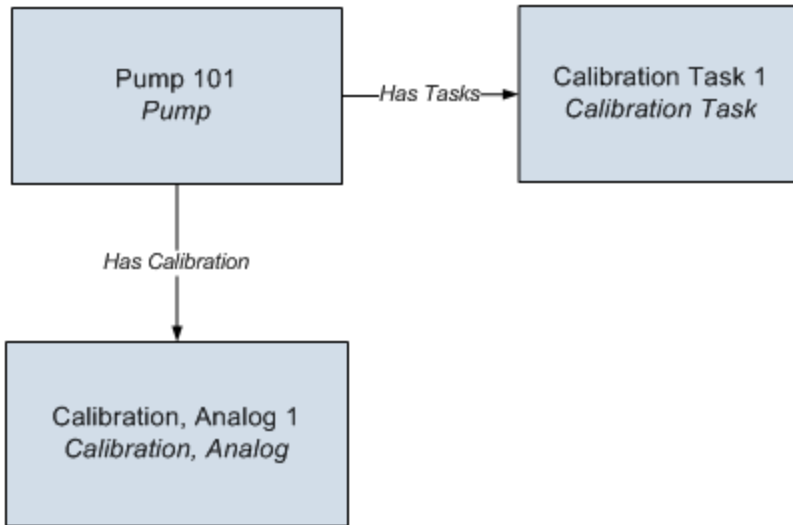 Pump 101
Pump
Has Tasks
Calibration Task 1
Calibration Task
Has Calibration
Calibration, Analog 1
Calibration, Analog